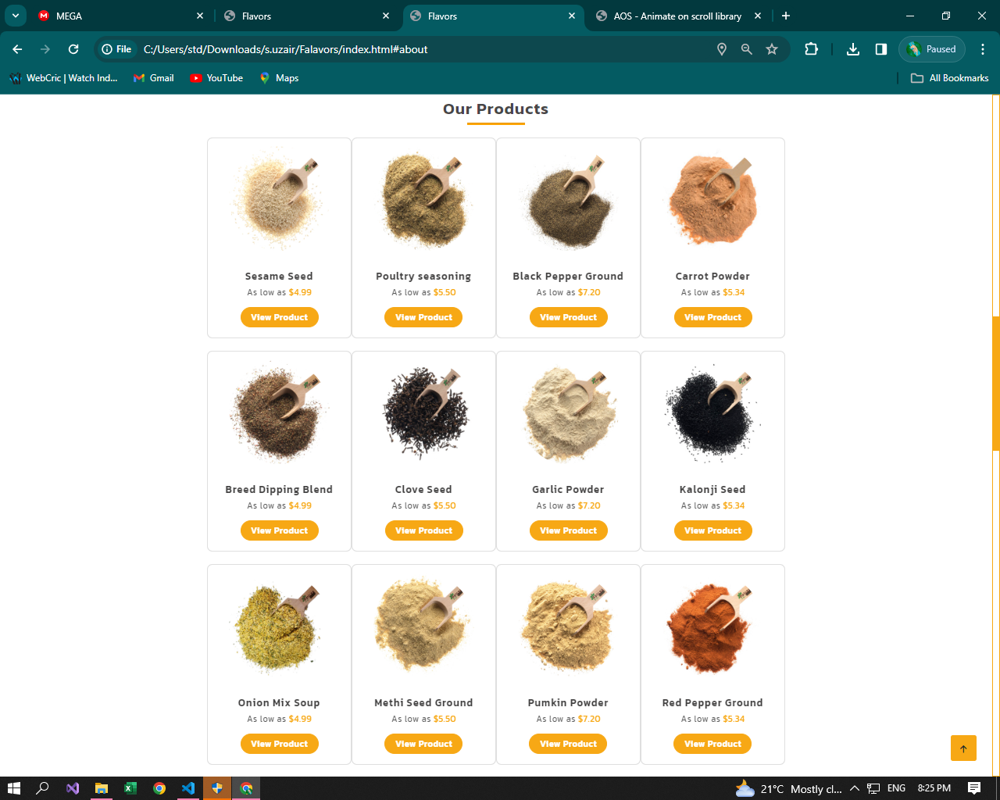 MEGA
Flavors
Flavors
AOS - Animate on scroll library
File
C:/Users/std/Downloads/s.uzair/Falavors/index.html#about
Paused
WebCric | Watch Ind...
Gmail
YouTube
Maps
All Bookmarks
Our Products
Sesame Seed
Poultry seasoning
Black Pepper Ground
Carrot Powder
As low as $4.99
As low as $5.50
As low as $7.20
As low as $5.34
View Product
View Product
View Product
View Product
Breed Dipping Blend
Clove Seed
Garlic Powder
Kalonji Seed
As low as $4.99
As low as $5.50
As low as $7.20
As low as $5.34
View Product
View Product
View Product
View Product
Onion Mix Soup
Methi Seed Ground
Pumkin Powder
Red Pepper Ground
As low as $4.99
As low as $5.50
As low as $7.20
As low as $5.34
View Product
View Product
View Product
View Product
21°C Mostly cl...
ENG
8:25 PM